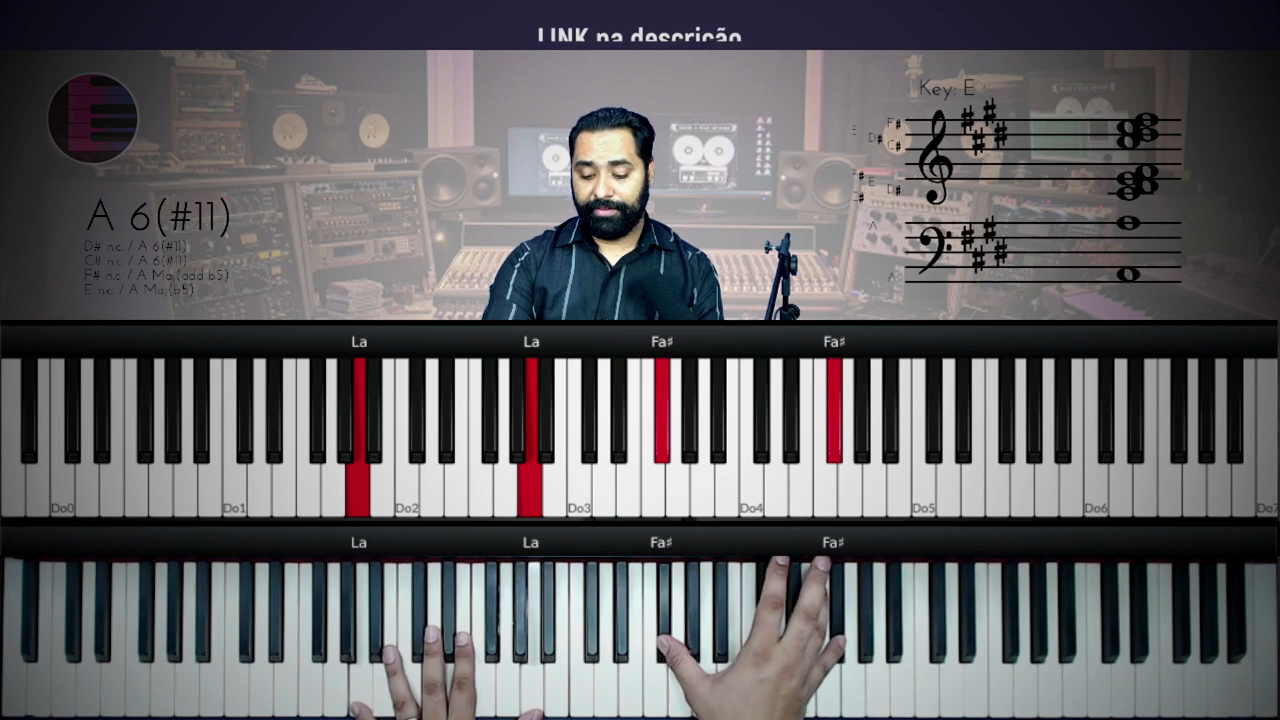 LINK na descrição
Key: E
F#
D#
C#
E
D#
A
A
A 6(#11)
D# n.c. / A 6(#11)
C# n.c. / A 6(#11)
F# n.c. / A Maj(add b5)
E n.c. / A Maj(b5)
La La Fa♯ Fa♯
Do0 Do1 Do2 Do3 Do4 Do5 Do6 Do7
La La Fa♯ Fa♯